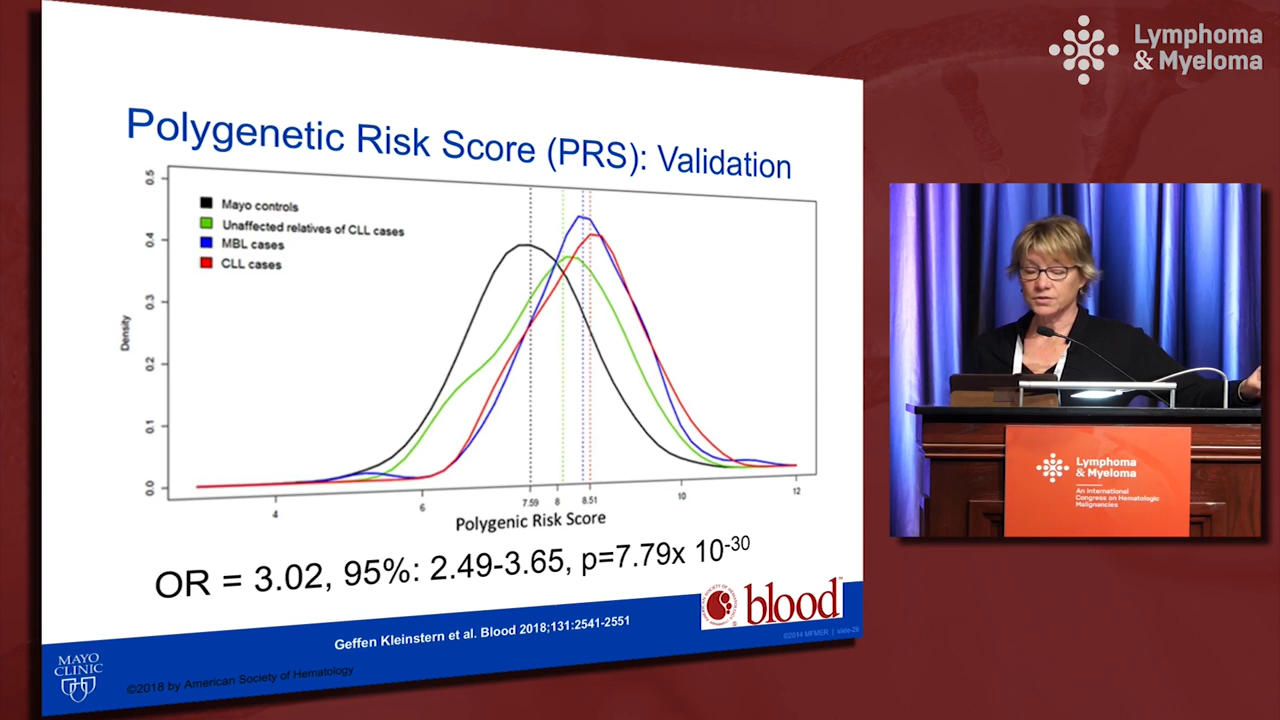 Lymphoma
& Myeloma
Polygenetic Risk Score (PRS): Validation
Mayo controls
Unaffected relatives of CLL cases
MBL cases
CLL cases
Density
0.5
0.4
0.3
0.2
0.1
0.0
4
6
7.59
8
8.51
10
12
Polygenic Risk Score
OR = 3.02, 95%: 2.49-3.65, p=7.79x 10-30
blood
Geffen Kleinstern et al. Blood 2018;131:2541-2551
©2014 MFMER | slide-29
MAYO
CLINIC
©2018 by American Society of Hematology
Lymphoma
& Myeloma
An International
Congress on Hematologic
Malignancies